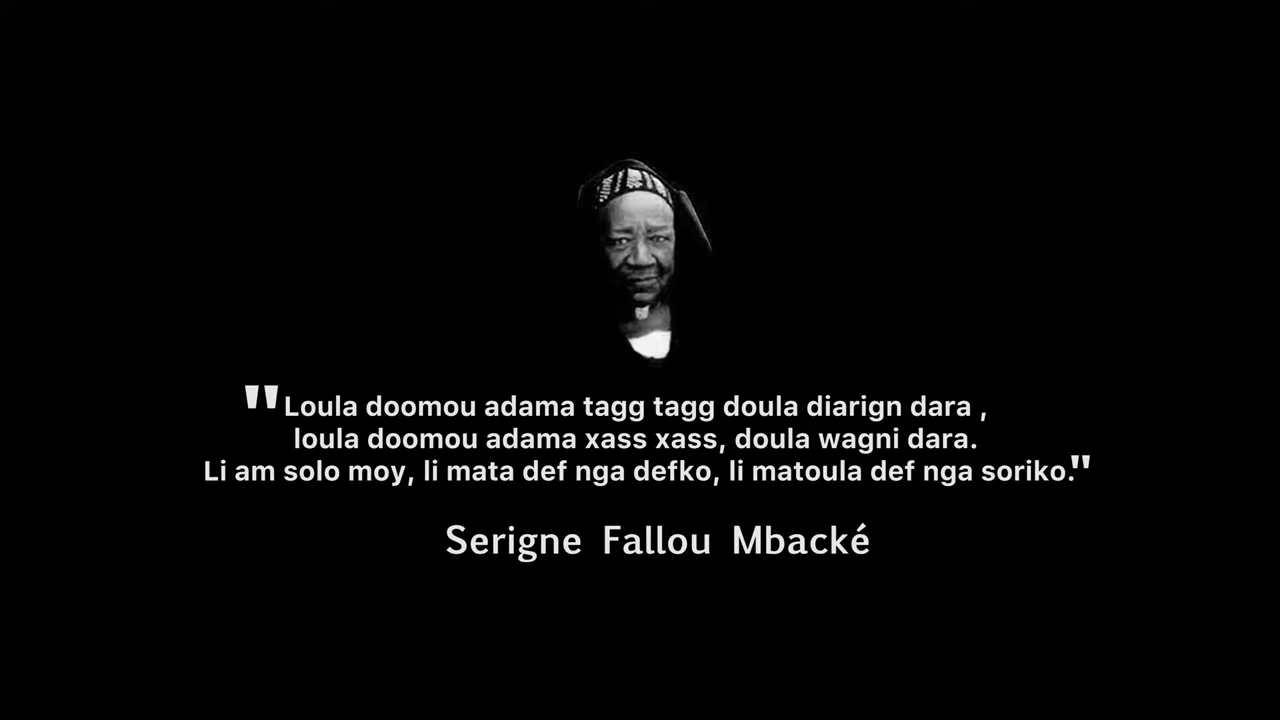 "Loula doomou adama tagg tagg doula diarign dara ,
loula doomou adama xass xass, doula wagni dara.
Li am solo moy, li mata def nga defko, li matoula def nga soriko."
Serigne Fallou Mbacké